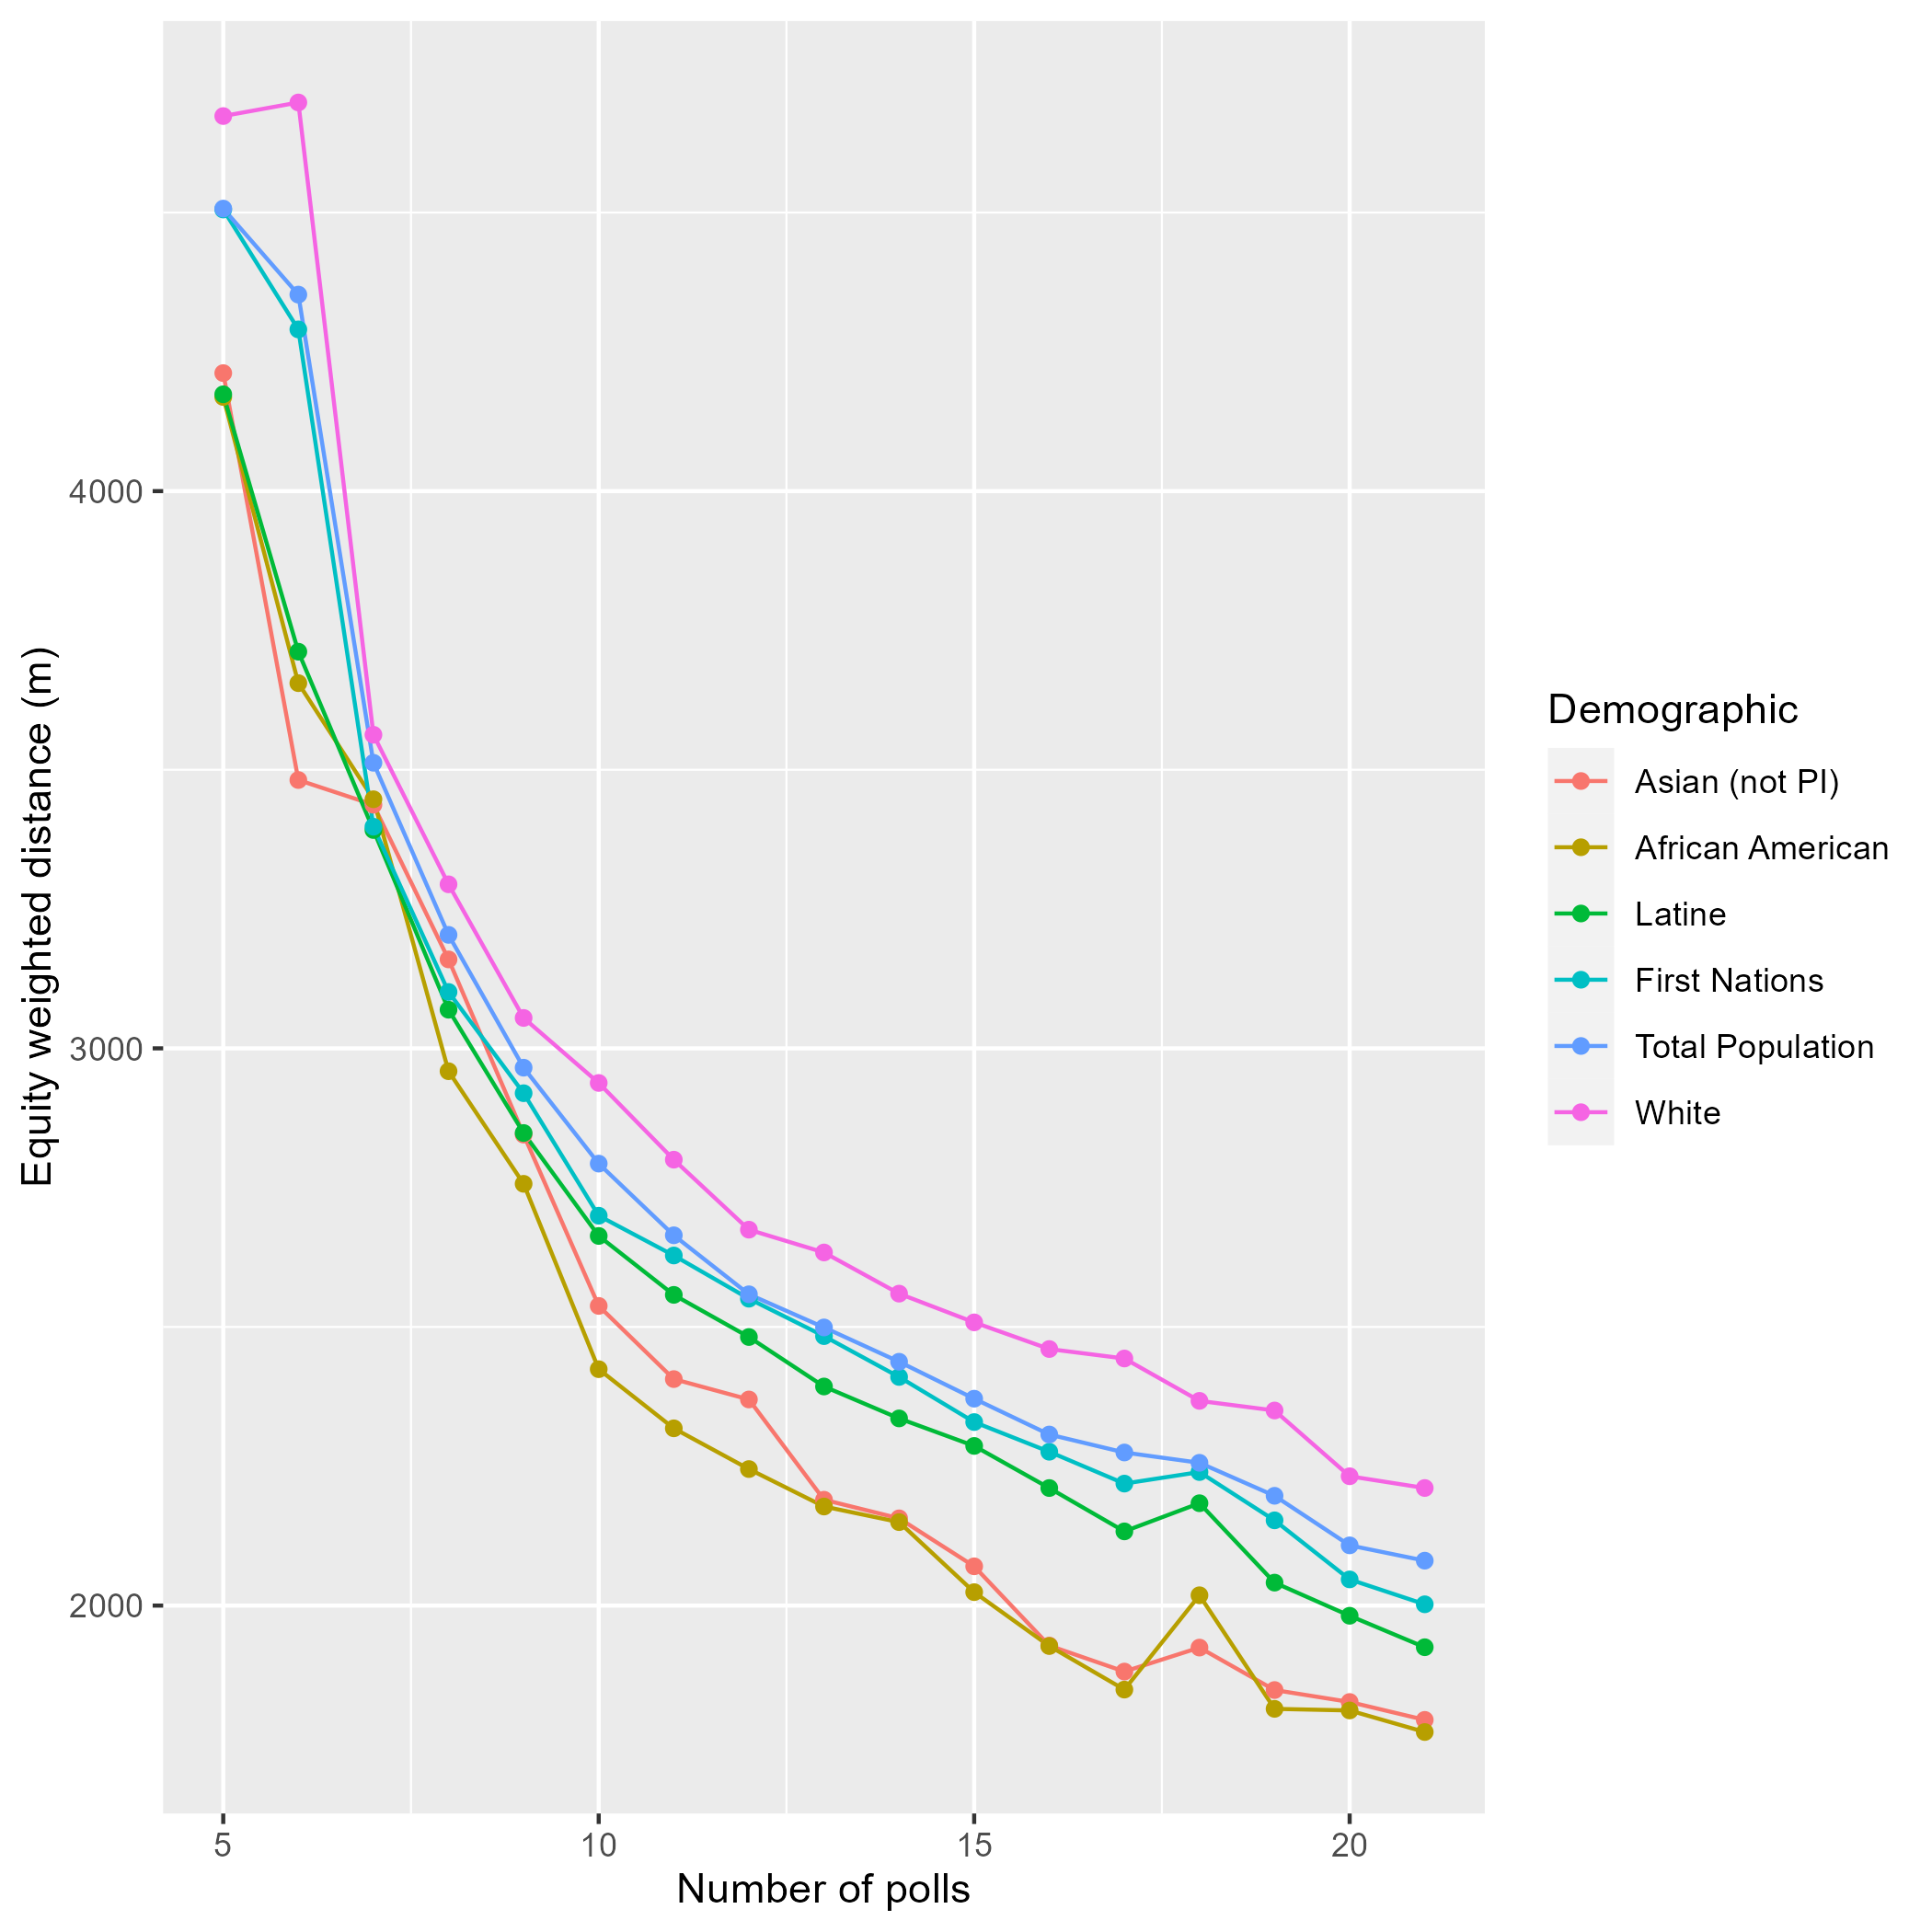 Equity weighted distance (m)
4000
3000
2000
5
10
15
20
Number of polls
Demographic
Asian (not PI)
African American
Latine
First Nations
Total Population
White